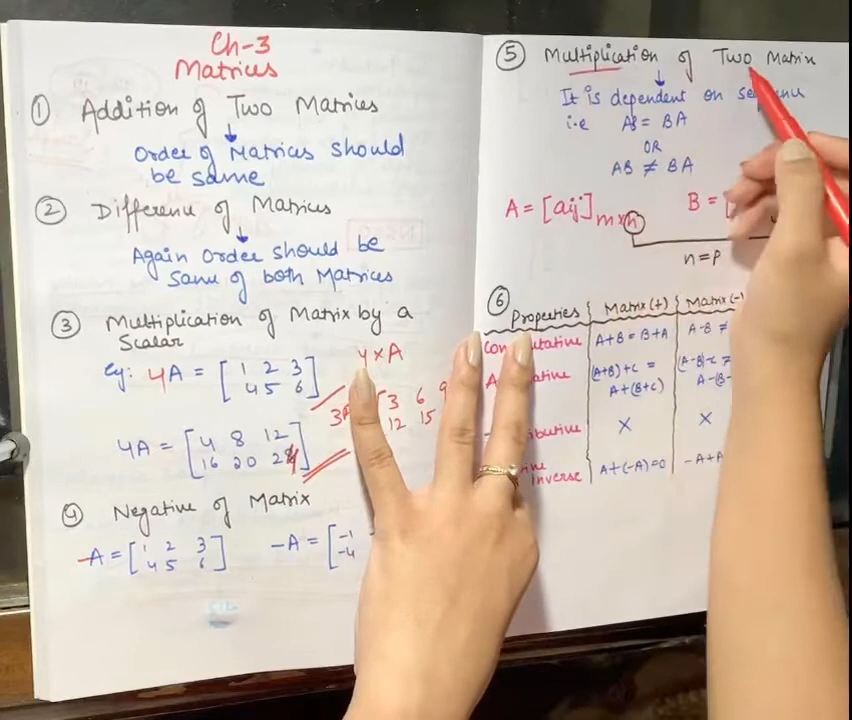 Ch-3
Matrices
① Addition of Two Matrices
Order of Matrices should
be same
② Difference of Matrices
Again order should be
same of both Matrices
③ Multiplication of Matrix by a
Scalar
eg: 4A = [1 2 3
4 5 6]
4 × A
3 6 9
12 15
4A = [4 8 12
16 20 24]
④ Negative of Matrix
-A = [1 2 3
4 5 6]
-A = [-1
-4
⑤ Multiplication of Two Matrix
It is dependent on
i.e AB = BA
OR
AB ≠ BA
A = [aij] m×n
B = [
n = P
⑥ Properties Matrix (+) Matrix (-)
A+B = B+A A-B ≠
(A+B)+C = (A-B)-C ≠
A+(B+C) A-(B-
X X
Inverse A+(-A)=0 -A+A